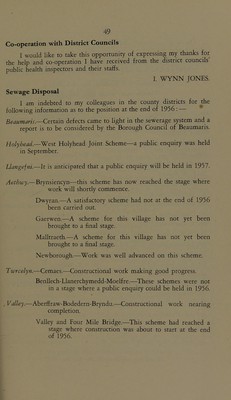 49
Co-operation with District Councils
I would like to take this opportunity of expressing my thanks for
the help and co-operation I have received from the district councils'
public health inspectors and their staffs.
I. WYNN JONES.
Sewage Disposal
I am indebted to my colleagues in the county districts for the
following information as to the position at the end of 1956 : —
Beaumaris.—Certain defects came to light in the sewerage system and a
report is to be considered by the Borough Council of Beaumaris.
Holyhead.—West Holyhead Joint Scheme—a public enquiry was held
in September.
Llangefni.—It is anticipated that a public enquiry will be held in 1957.
Aethwy.—Brynsiencyn—this scheme has now reached the stage where
work will shortly commence.
Dwyran.—A satisfactory scheme had not at the end of 1956
been carried out.
Gaerwen.—A scheme for this village has not yet been
brought to a final stage.
Malltraeth.—A scheme for this village has not yet been
brought to a final stage.
Newborough.—Work was well advanced on this scheme.
Twrcelyn.—Cemaes.—Constructional work making good progress.
Benllech-Llanerchymedd-Moelfre:—These schemes were not
in a stage where a public enquiry could be held in 1956.
Valley.—Aberffraw-Bodedern-Bryndu.—Constructional work nearing
completion.
Valley and Four Mile Bridge:—This scheme had reached a
stage where construction was about to start at the end
of 1956.